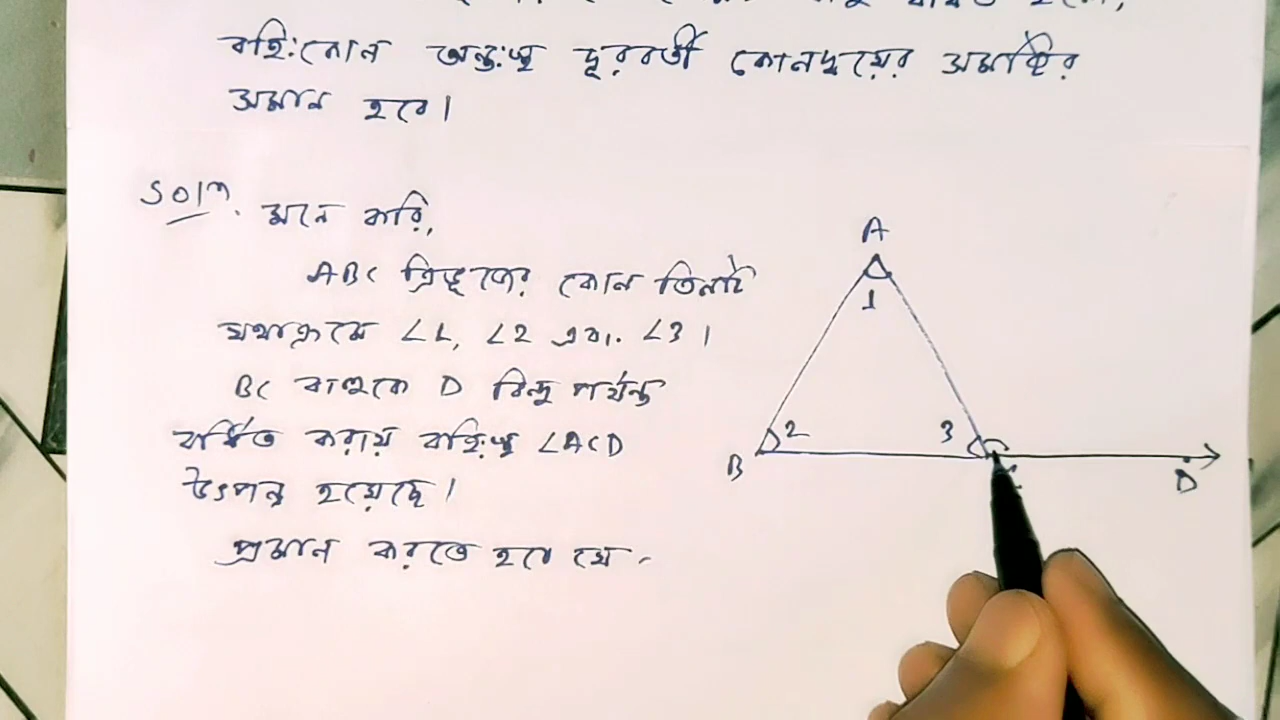 বহিঃকোন অন্তঃস্থ দূরবর্তী কোনদ্বয়ের সমষ্টির
সমান হবে।
Soln.
মনে করি,
ABC ত্রিভূজের কোন তিনটি
যথাক্রমে ∠1, ∠2 এবং ∠3।
BC বাহুকে D বিন্দু পর্যন্ত
বর্ধিত করায় বহিঃস্থ ∠ACD
উৎপন্ন হয়েছে।
প্রমান করতে হবে যে
A
1
2
3
B
D